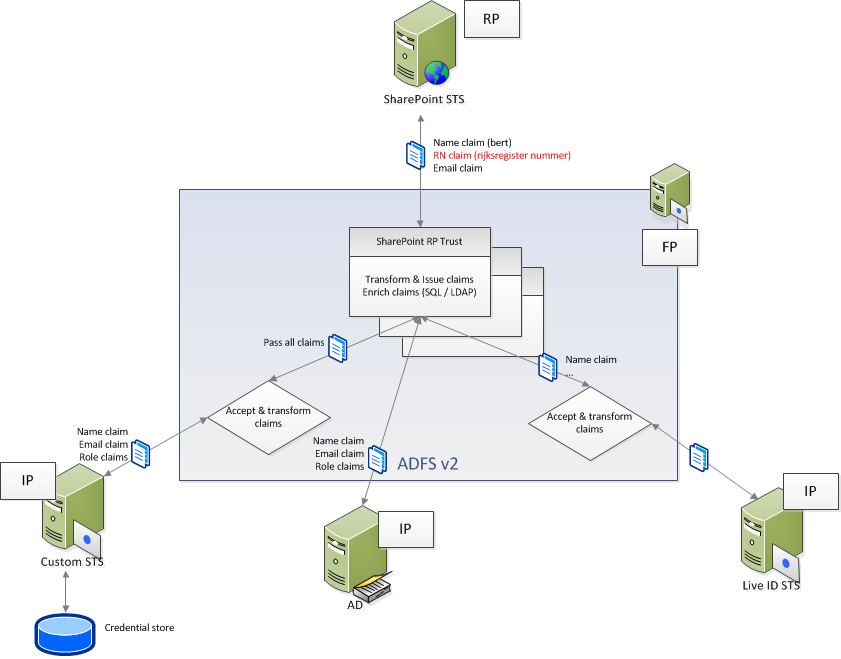 RP
SharePoint STS
Name claim (bert)
RN claim (rijksregister nummer)
Email claim
FP
SharePoint RP Trust
Transform & Issue claims
Enrich claims (SQL / LDAP)
Pass all claims
Name claim
...
Accept & transform
claims
Accept & transform
claims
Name claim
Email claim
Role claims
Name claim
Email claim
Role claims
ADFS v2
IP
Custom STS
IP
AD
IP
Live ID STS
Credential store